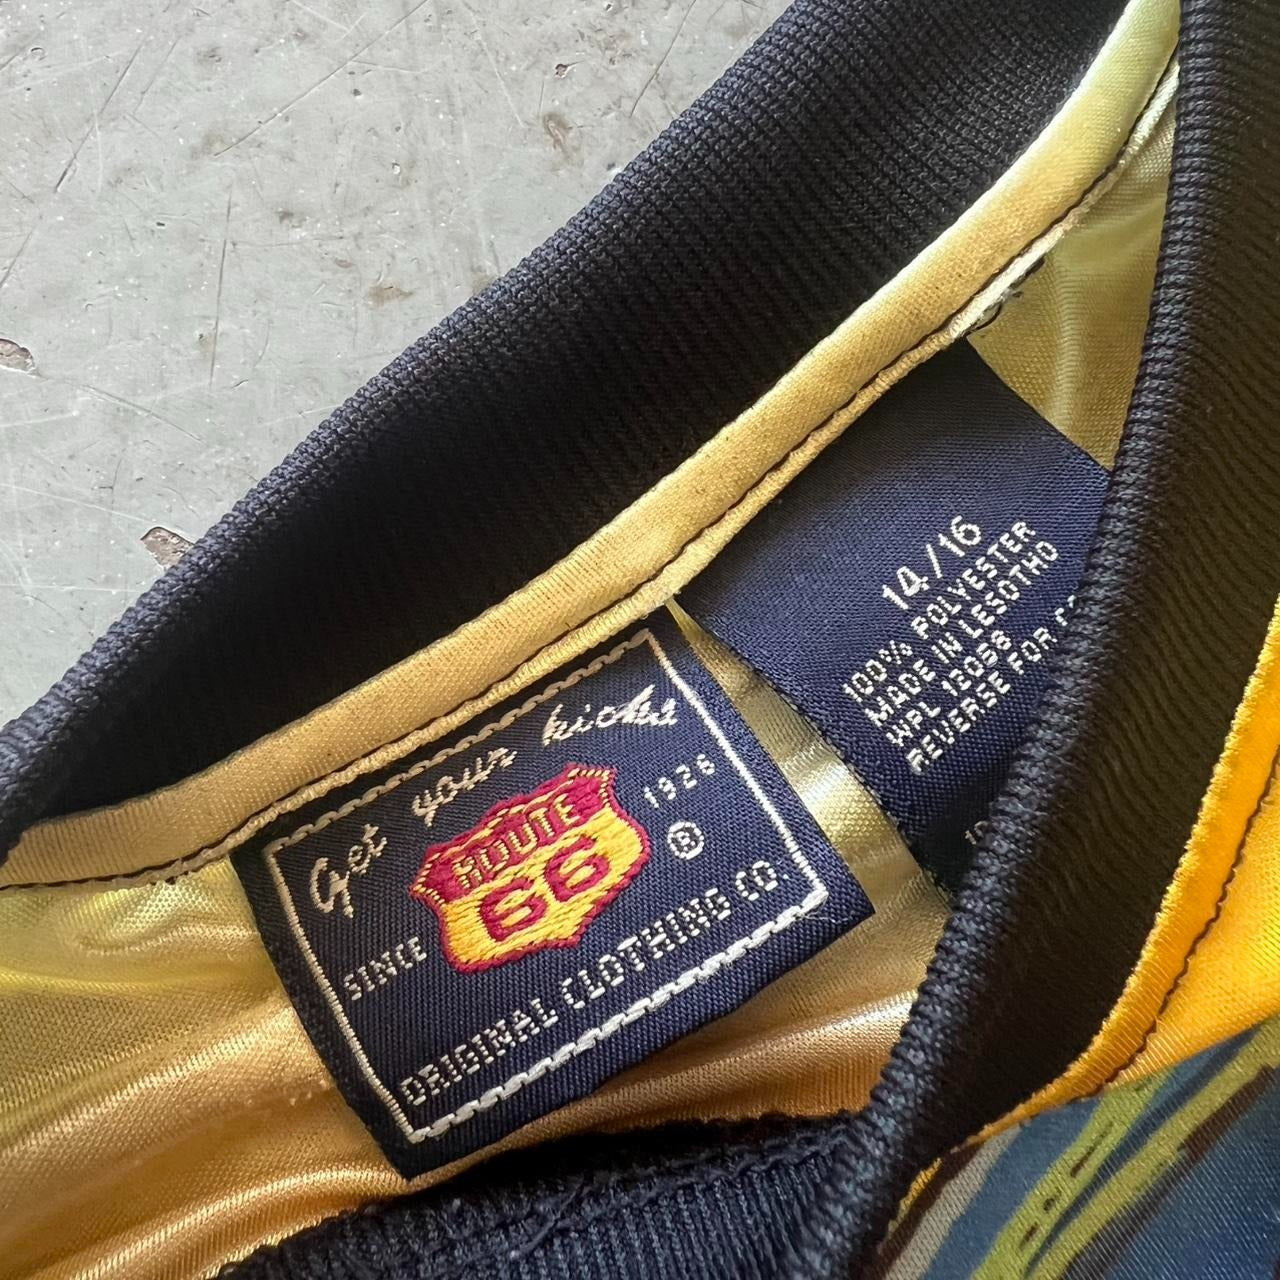 Get your kicks
ROUTE
66
SINCE 1926
®
ORIGINAL CLOTHING CO.
14/16
100% POLYESTER
MADE IN LESOTHO
WPL 13058
REVERSE FOR